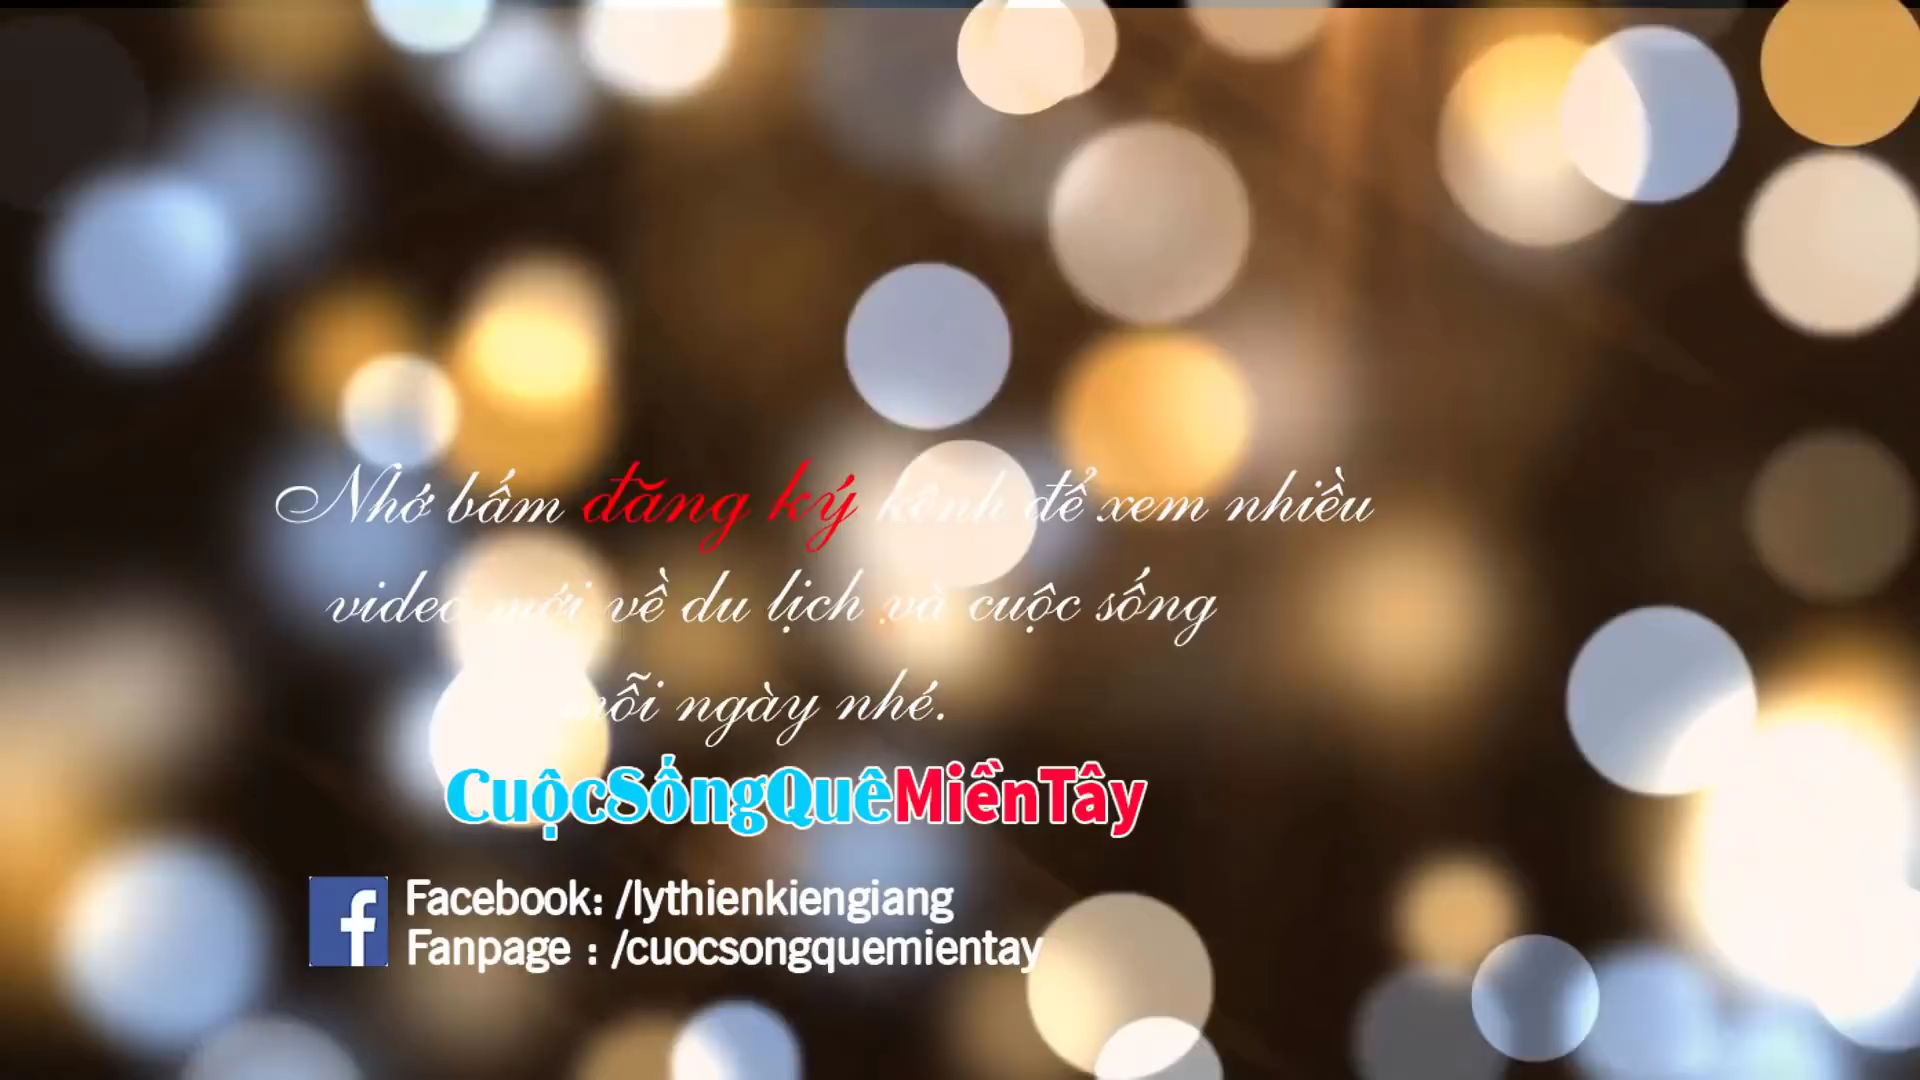 Nhớ bấm đăng ký kênh để xem nhiều
video mới về du lịch và cuộc sống
mỗi ngày nhé.
CuộcSốngQuêMiềnTây
Facebook: /lythienkiengiang
Fanpage : /cuocsongquemientay